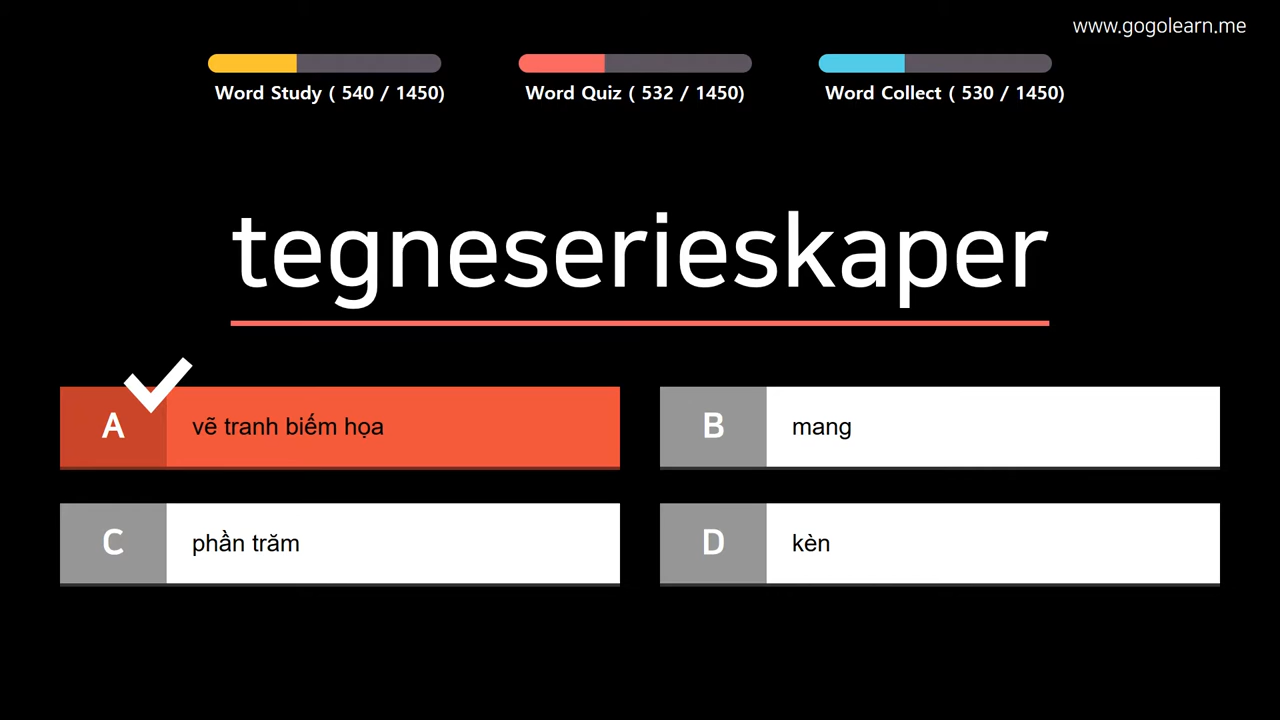 www.gogolearn.me
Word Study ( 540 / 1450)
Word Quiz ( 532 / 1450)
Word Collect ( 530 / 1450)
tegneserieskaper
A
vẽ tranh biếm họa
B
mang
C
phần trăm
D
kèn